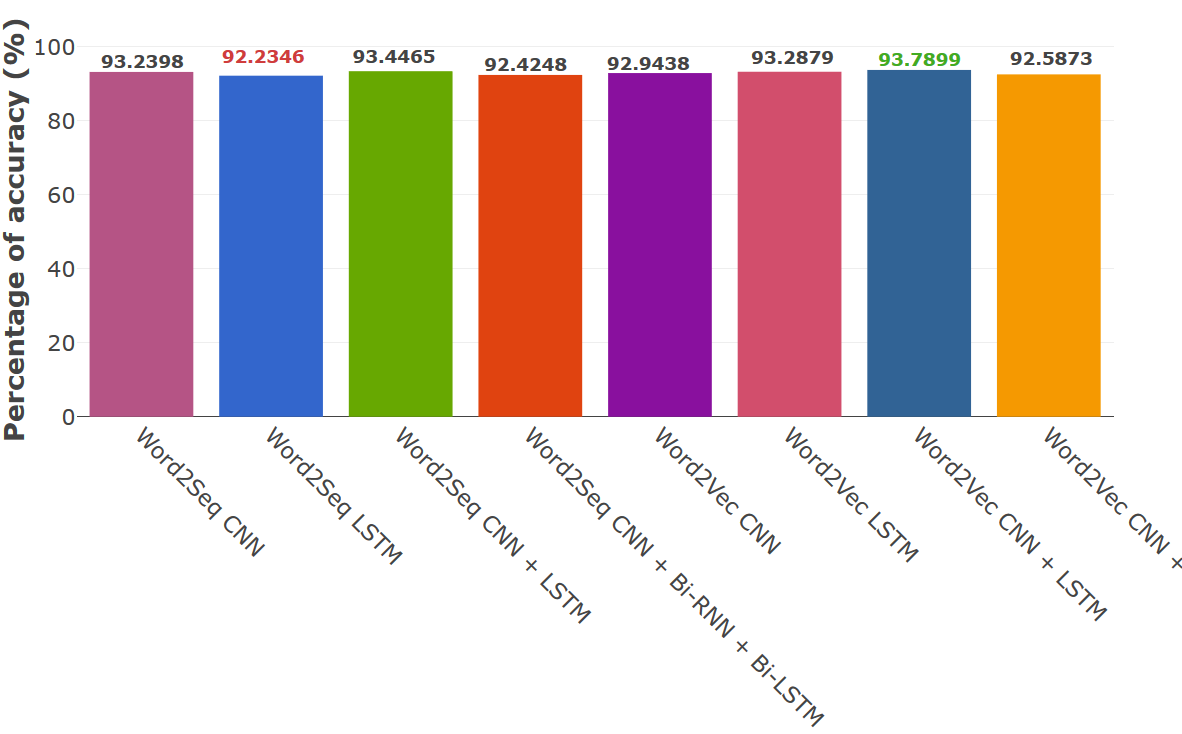 Percentage of accuracy (%)
100
80
60
40
20
0
93.2398
92.2346
93.4465
92.4248
92.9438
93.2879
93.7899
92.5873
Word2Seq CNN
Word2Seq LSTM
Word2Seq CNN + LSTM
Word2Seq CNN + Bi-RNN + Bi-LSTM
Word2Vec CNN
Word2Vec LSTM
Word2Vec CNN + LSTM
Word2Vec CNN +